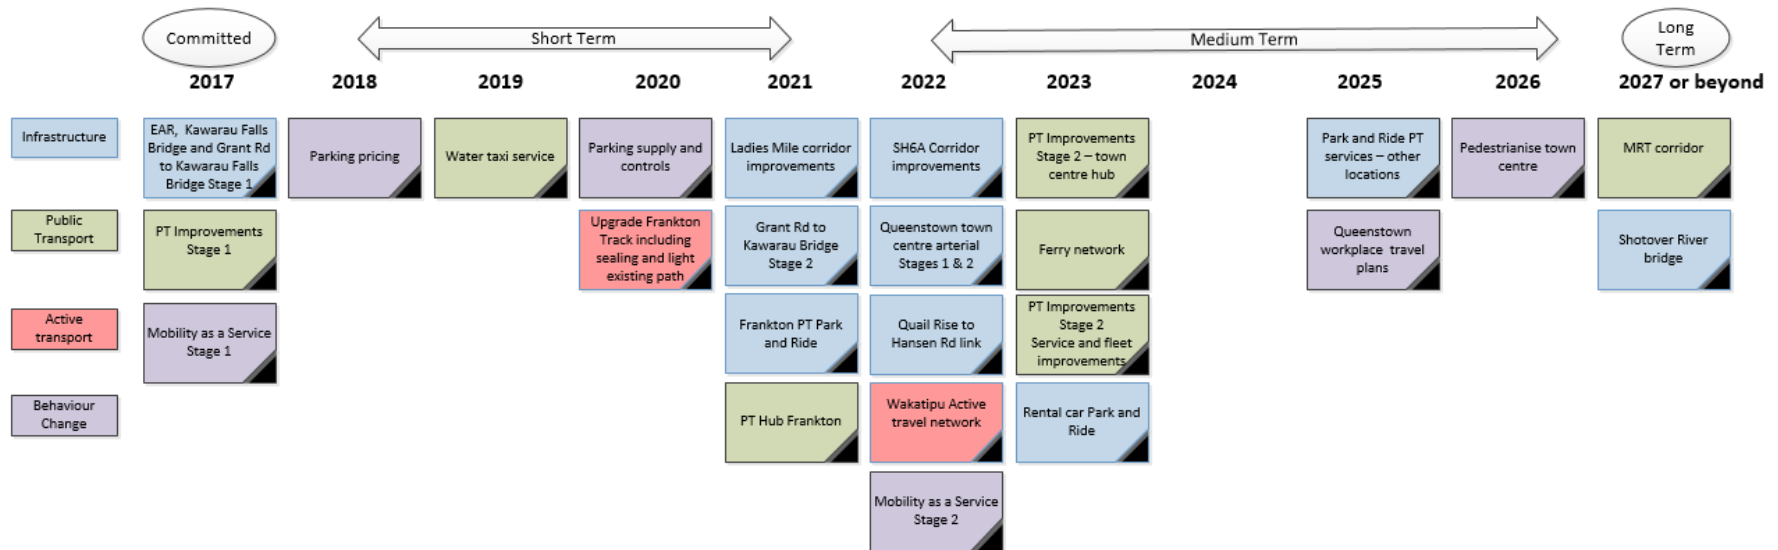 Committed
Short Term
Medium Term
Long
Term
2017
2018
2019
2020
2021
2022
2023
2024
2025
2026
2027 or beyond
Infrastructure
EAR, Kawarau Falls
Bridge and Grant Rd
to Kawarau Falls
Bridge Stage 1
Parking pricing
Water taxi service
Parking supply and
controls
Ladies Mile corridor
improvements
SH6A Corridor
improvements
PT Improvements
Stage 2 – town
centre hub
Park and Ride PT
services – other
locations
Pedestrianise town
centre
MRT corridor
Public
Transport
PT Improvements
Stage 1
Upgrade Frankton
Track including
sealing and light
existing path
Grant Rd to
Kawarau Bridge
Stage 2
Queenstown town
centre arterial
Stages 1 & 2
Ferry network
Queenstown
workplace travel
plans
Shotover River
bridge
Active
transport
Mobility as a Service
Stage 1
Frankton PT Park
and Ride
Quail Rise to
Hansen Rd link
PT Improvements
Stage 2
Service and fleet
improvements
Behaviour
Change
PT Hub Frankton
Wakatipu Active
travel network
Rental car Park and
Ride
Mobility as a Service
Stage 2